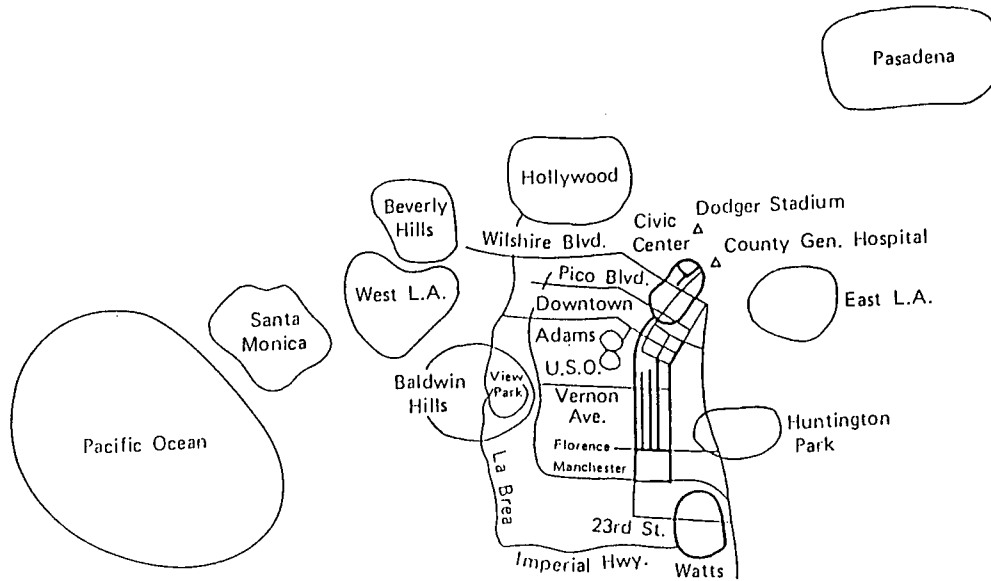 Pasadena
Hollywood
Beverly
Hills
Civic
Center
Dodger Stadium
Wilshire Blvd.
County Gen. Hospital
Pico Blvd.
West L.A.
Downtown
East L.A.
Santa
Monica
Adams
U.S.O.
Baldwin
Hills
View
Park
Vernon
Ave.
Huntington
Park
Pacific Ocean
Florence
Manchester
La Brea
23rd St.
Imperial Hwy.
Watts